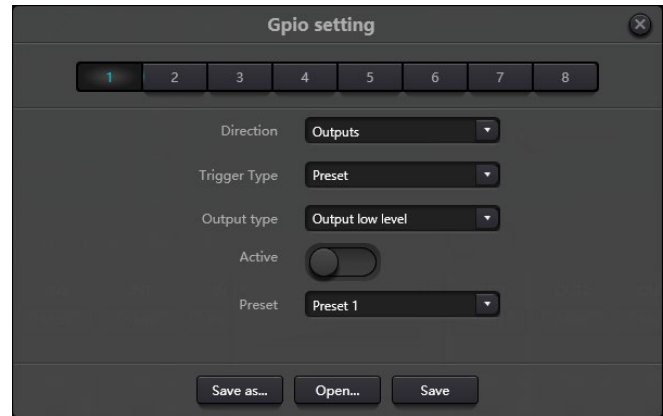 Gpio setting
1 2 3 4 5 6 7 8
Direction Outputs
Trigger Type Preset
Output type Output low level
Active
Preset Preset 1
Save as... Open... Save